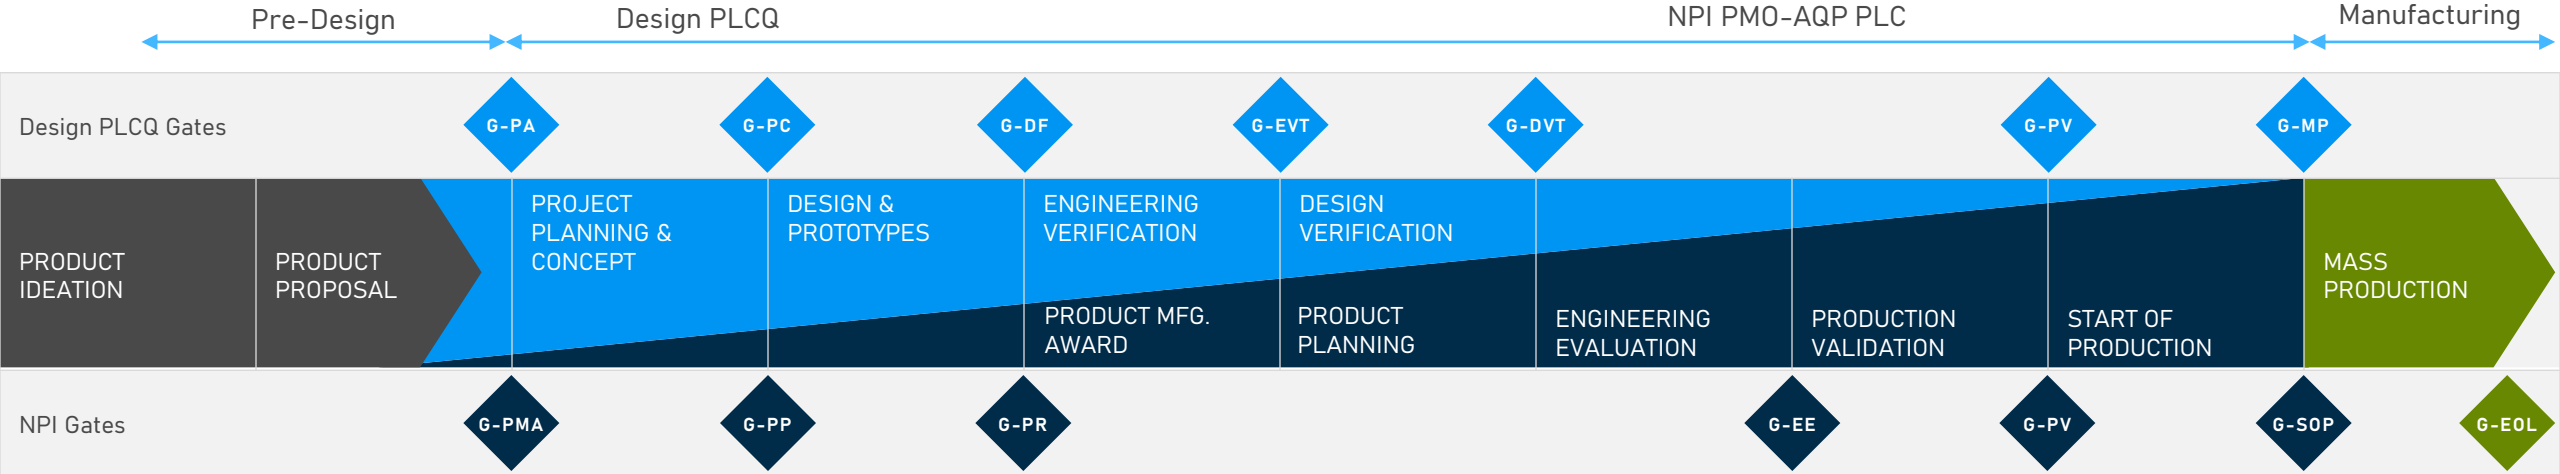 Pre-Design
Design PLCQ
NPI PMO-AQP PLC
Manufacturing
Design PLCQ Gates
G-PA
G-PC
G-DF
G-EVT
G-DVT
G-PV
G-MP
PRODUCT
IDEATION
PRODUCT
PROPOSAL
PROJECT
PLANNING &
CONCEPT
DESIGN &
PROTOTYPES
ENGINEERING
VERIFICATION
DESIGN
VERIFICATION
PRODUCT MFG.
AWARD
PRODUCT
PLANNING
ENGINEERING
EVALUATION
PRODUCTION
VALIDATION
START OF
PRODUCTION
MASS
PRODUCTION
NPI Gates
G-PMA
G-PP
G-PR
G-EE
G-PV
G-SOP
G-EOL